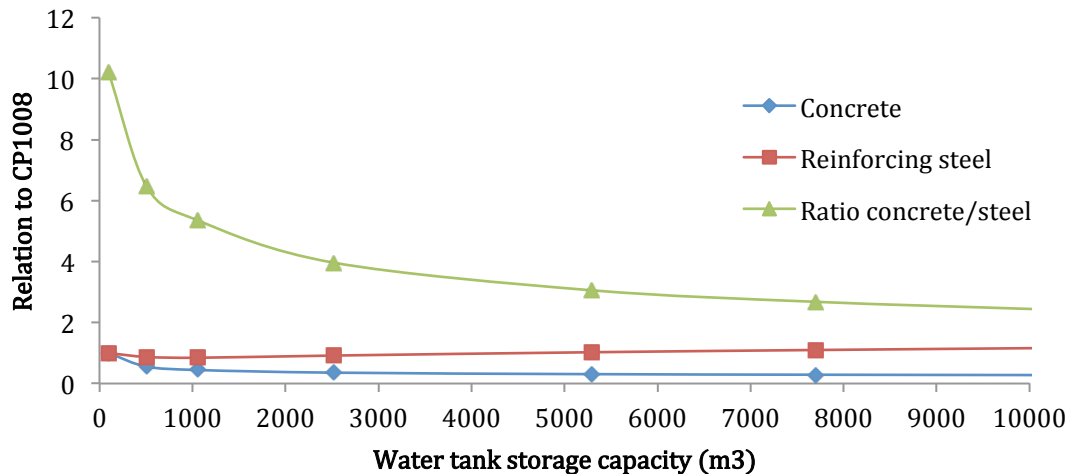 12
10
8
6
4
2
0
Relation to CP1008
Concrete
Reinforcing steel
Ratio concrete/steel
0 1000 2000 3000 4000 5000 6000 7000 8000 9000 10000
Water tank storage capacity (m3)